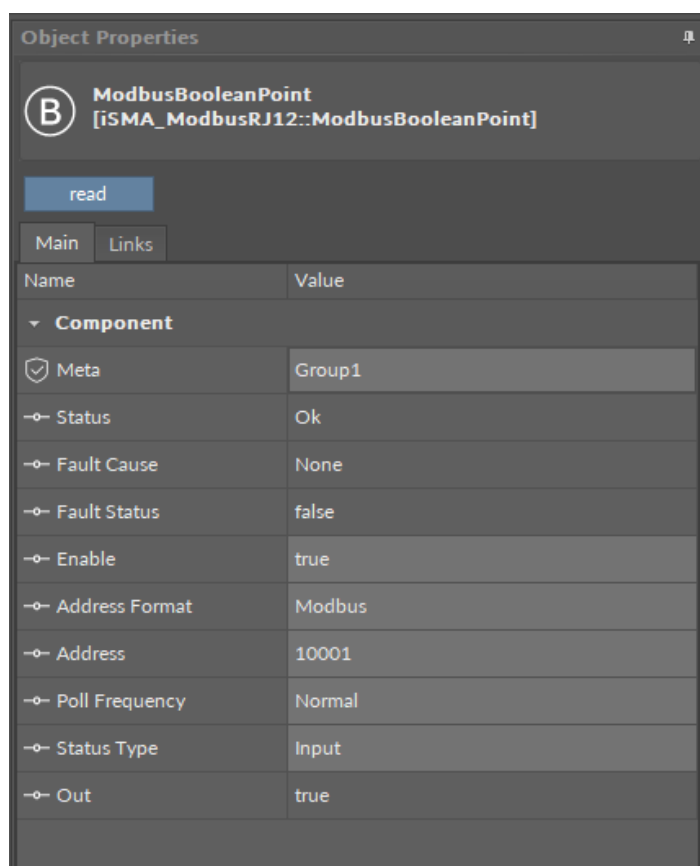 Object Properties
B
ModbusBooleanPoint
[iSMA_ModbusRJ12::ModbusBooleanPoint]
read
Main Links
Name Value
Component
Meta Group1
Status Ok
Fault Cause None
Fault Status false
Enable true
Address Format Modbus
Address 10001
Poll Frequency Normal
Status Type Input
Out true